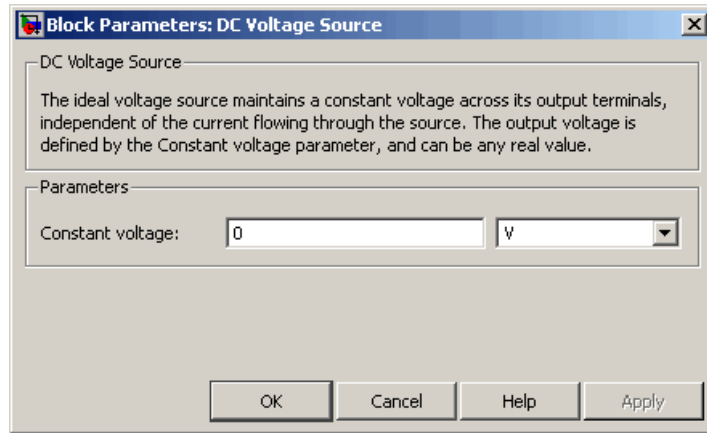 Block Parameters: DC Voltage Source
DC Voltage Source
The ideal voltage source maintains a constant voltage across its output terminals,
independent of the current flowing through the source. The output voltage is
defined by the Constant voltage parameter, and can be any real value.
Parameters
Constant voltage: 0 V
OK Cancel Help Apply